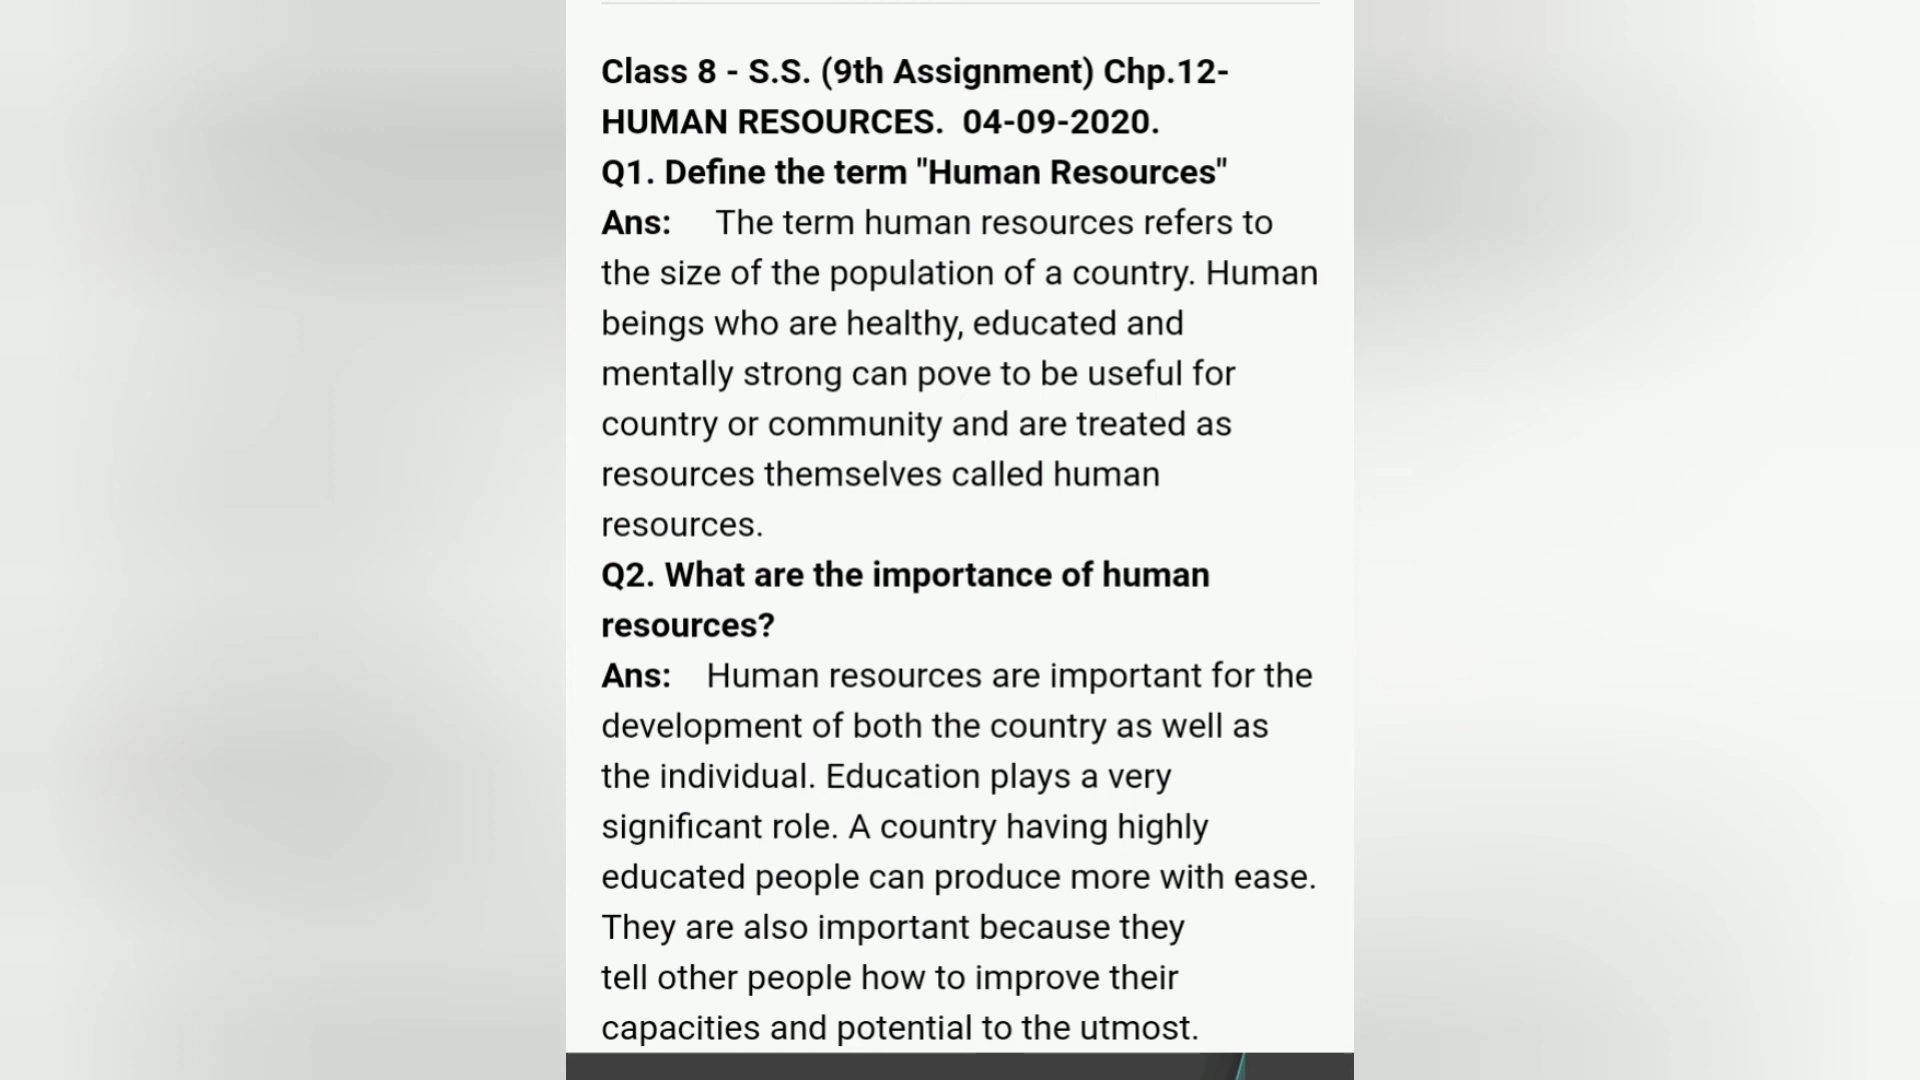 Class 8 - S.S. (9th Assignment) Chp.12-
HUMAN RESOURCES.  04-09-2020.
Q1. Define the term "Human Resources"
Ans:    The term human resources refers to
the size of the population of a country. Human
beings who are healthy, educated and
mentally strong can pove to be useful for
country or community and are treated as
resources themselves called human
resources.
Q2. What are the importance of human
resources?
Ans:    Human resources are important for the
development of both the country as well as
the individual. Education plays a very
significant role. A country having highly
educated people can produce more with ease.
They are also important because they
tell other people how to improve their
capacities and potential to the utmost.